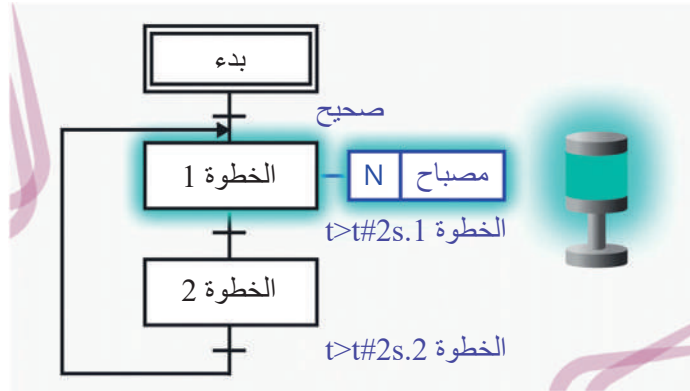 بدء
صحيح
الخطوة 1
N مصباح
الخطوة 1.t>t#2s
الخطوة 2
الخطوة 2.t>t#2s